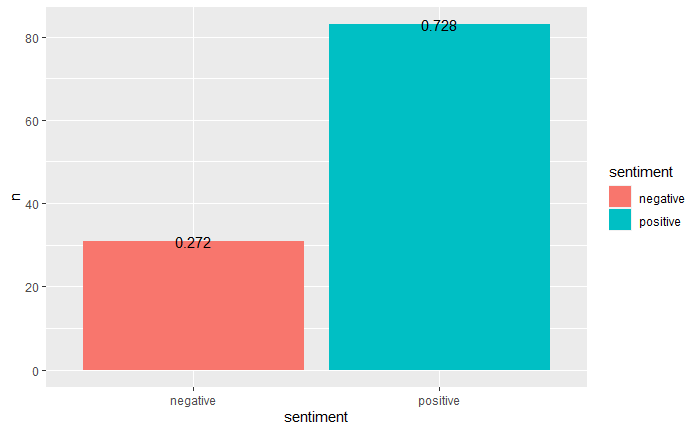 80
60
40
20
0
n
0.272
0.728
negative
positive
sentiment
sentiment
negative
positive